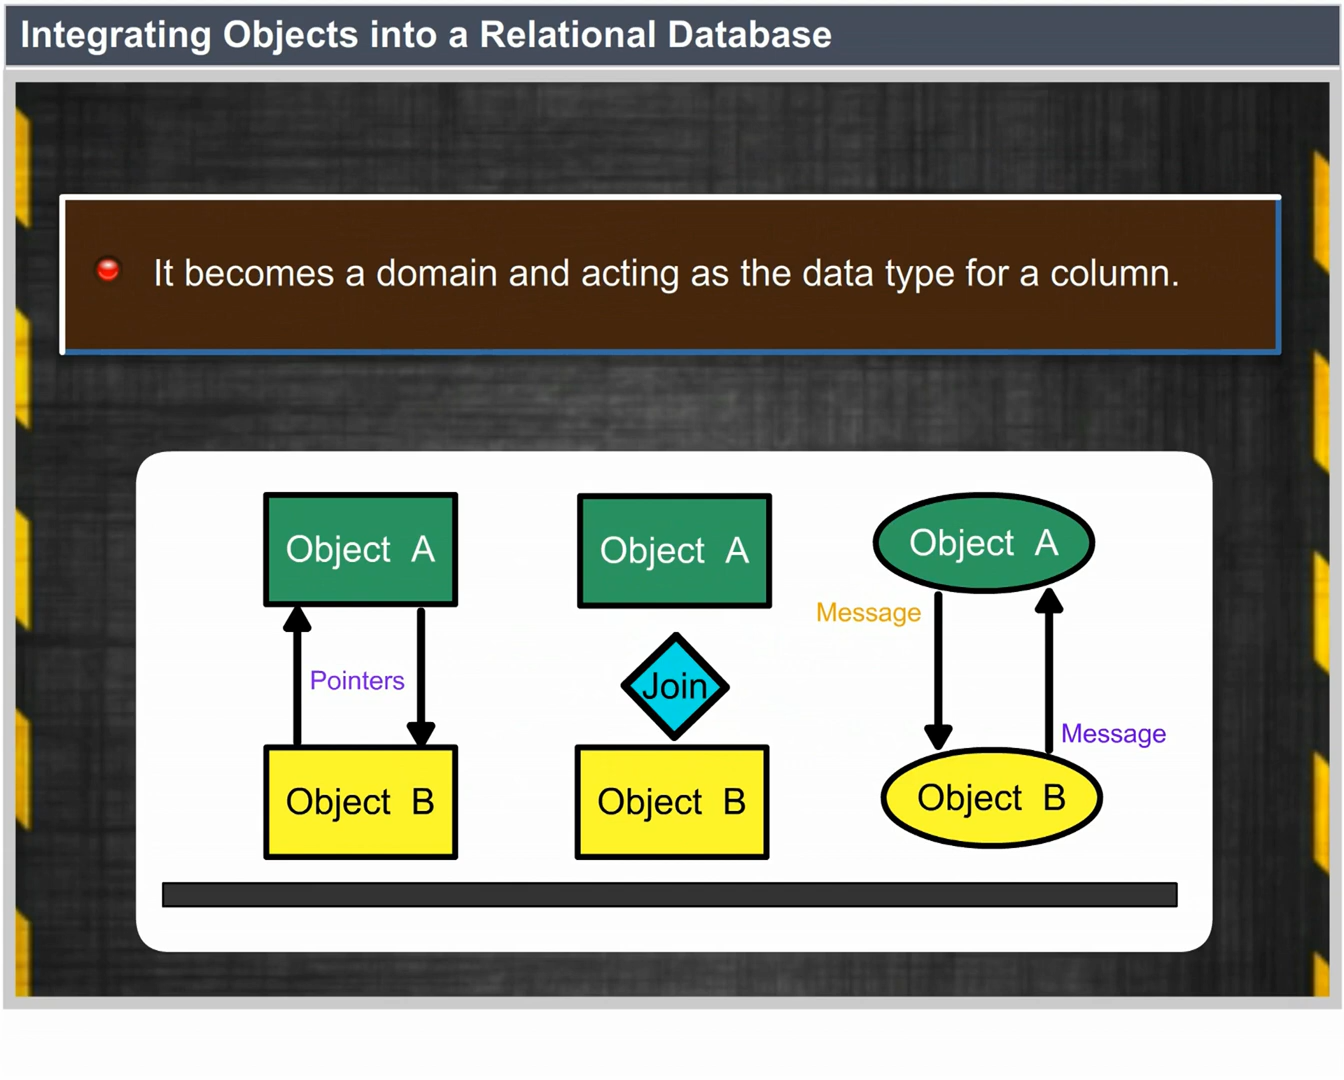 Integrating Objects into a Relational Database
It becomes a domain and acting as the data type for a column.
Object A
Pointers
Object B
Object A
Join
Object B
Object A
Message
Message
Object B